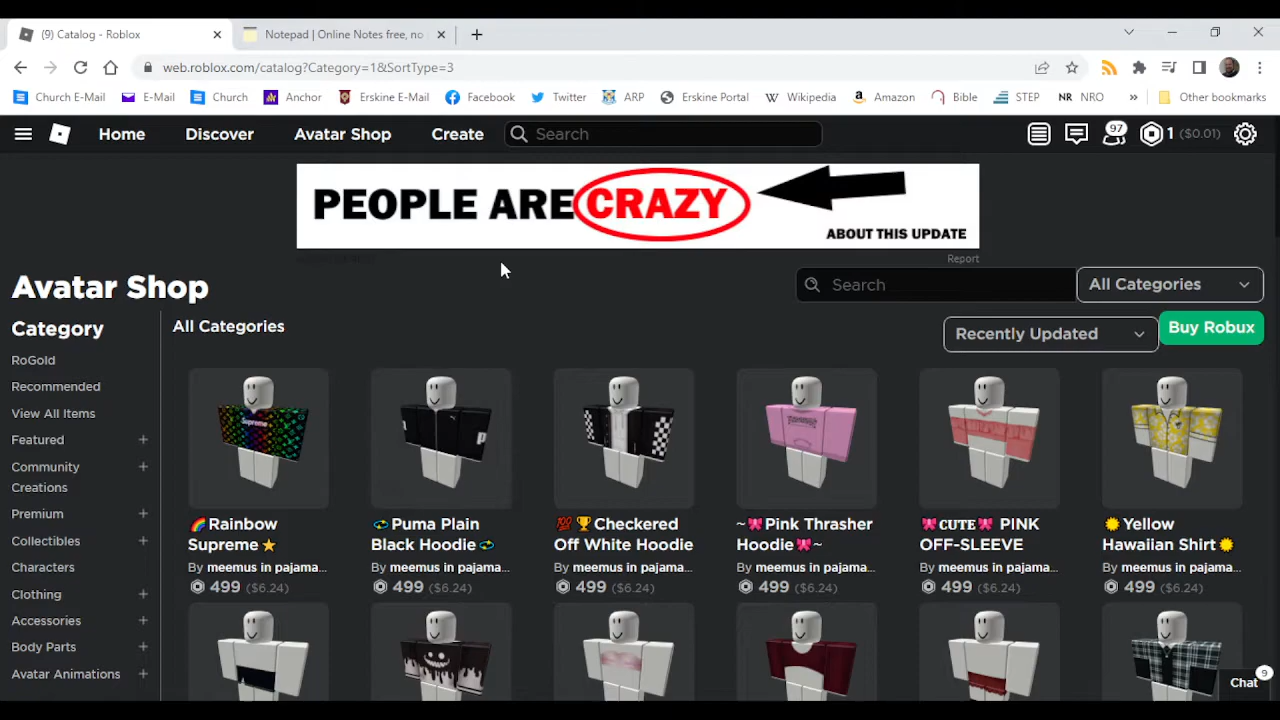 (9) Catalog - Roblox
Notepad | Online Notes free, no
web.roblox.com/catalog?Category=1&SortType=3
Church E-Mail E-Mail Church Anchor Erskine E-Mail Facebook Twitter ARP Erskine Portal Wikipedia Amazon Bible STEP NR NRO » Other bookmarks
Home Discover Avatar Shop Create Search 97 1 ($0.01)
PEOPLE ARE CRAZY
ABOUT THIS UPDATE
Report
Avatar Shop
Search All Categories
Category
All Categories
Recently Updated
Buy Robux
RoGold
Recommended
View All Items
Featured +
Community +
Creations
Premium +
Collectibles +
Characters
Clothing +
Accessories +
Body Parts +
Avatar Animations +
🌈Rainbow
Supreme⭐
By meemus in pajama...
499 ($6.24)
💫Puma Plain
Black Hoodie💫
By meemus in pajama...
499 ($6.24)
💯🏆Checkered
Off White Hoodie
By meemus in pajama...
499 ($6.24)
~🎀Pink Thrasher
Hoodie🎀~
By meemus in pajama...
499 ($6.24)
🎀𝐂𝐔𝐓𝐄🎀 PINK
OFF-SLEEVE
By meemus in pajama...
499 ($6.24)
🌞Yellow
Hawaiian Shirt🌞
By meemus in pajama...
499 ($6.24)
Supreme
Chat 9